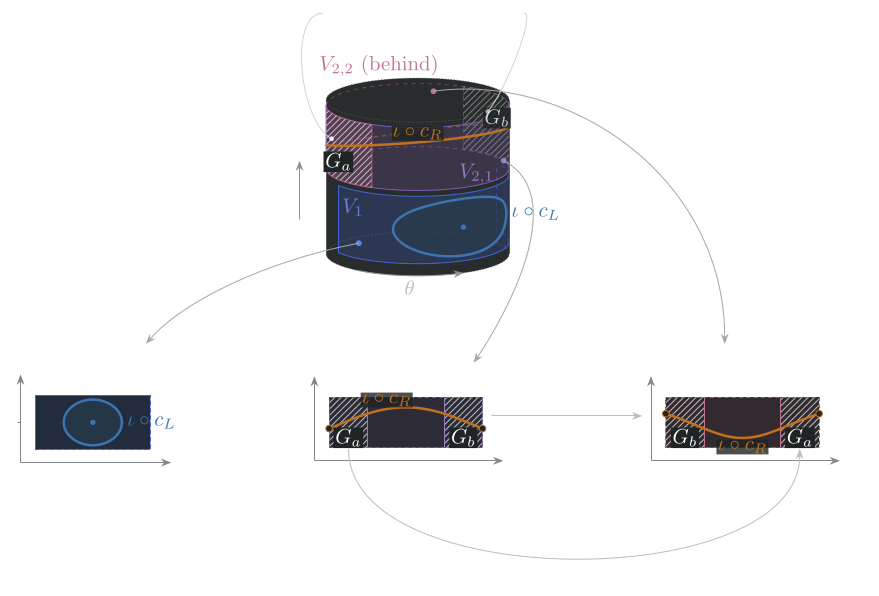 V_{2,2} (behind)
G_b
ι ∘ c_R
G_a
V_{2,1}
V_1
ι ∘ c_L
θ
ι ∘ c_L
ι ∘ c_R
G_a
G_b
G_b
G_a
ι ∘ c_R